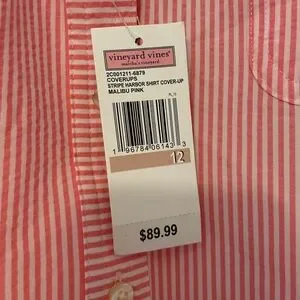 vineyard vines®
martha's vineyard
2C001211-6879
COVERUPS
STRIPE HARBOR SHIRT COVER-UP
MALIBU PINK
1 96784 06143 3
12
$89.99